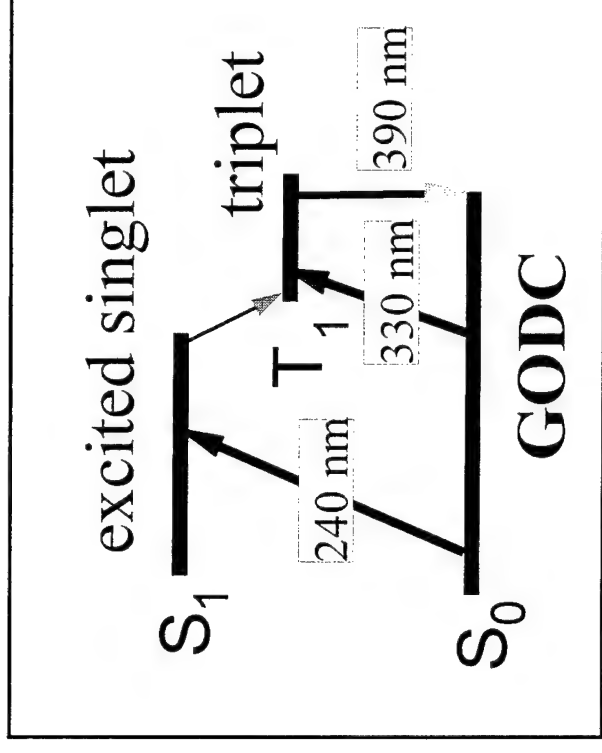 excited singlet
S1
triplet
T1
240 nm
330 nm
390 nm
S0
GODC